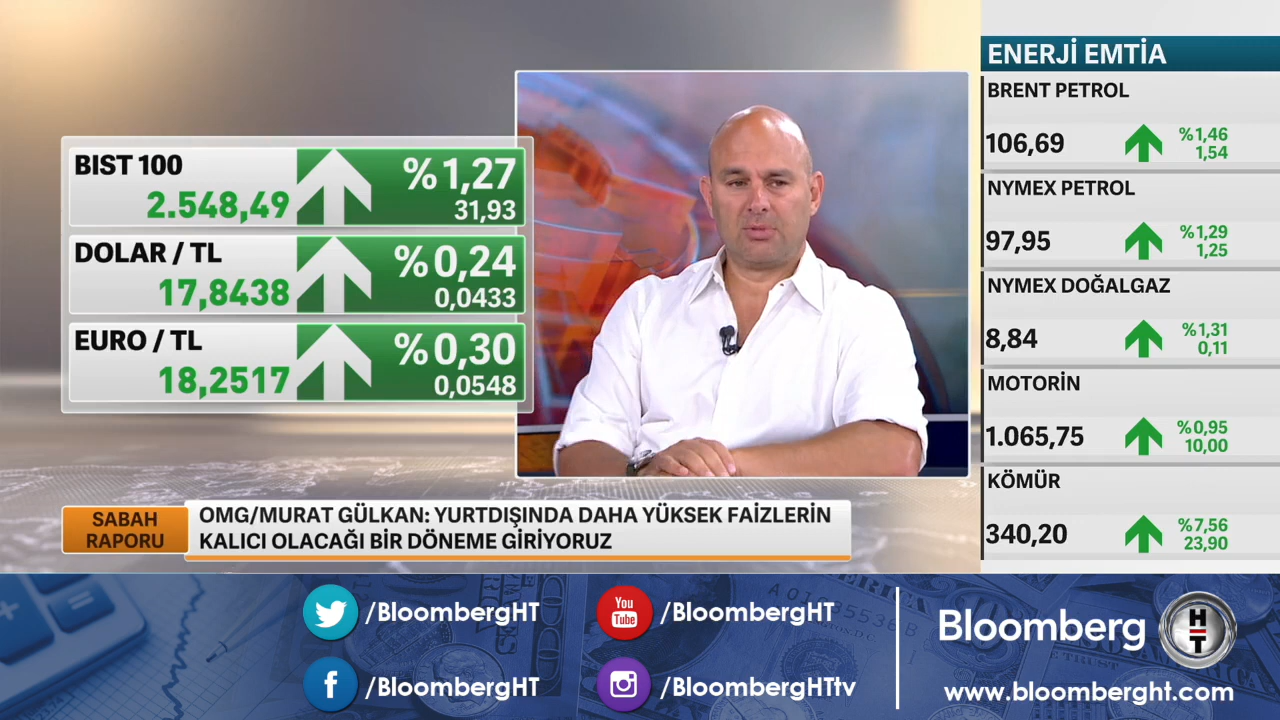 BIST 100
2.548,49
%1,27
31,93
DOLAR / TL
17,8438
%0,24
0,0433
EURO / TL
18,2517
%0,30
0,0548
ENERJİ EMTİA
BRENT PETROL
106,69
%1,46
1,54
NYMEX PETROL
97,95
%1,29
1,25
NYMEX DOĞALGAZ
8,84
%1,31
0,11
MOTORİN
1.065,75
%0,95
10,00
KÖMÜR
340,20
%7,56
23,90
SABAH
RAPORU
OMG/MURAT GÜLKAN: YURTDIŞINDA DAHA YÜKSEK FAİZLERİN
KALICI OLACAĞI BİR DÖNEME GİRİYORUZ
/BloombergHT
You
Tube
/BloombergHT
f
/BloombergHT
/BloombergHTtv
Bloomberg
HT
www.bloomberght.com